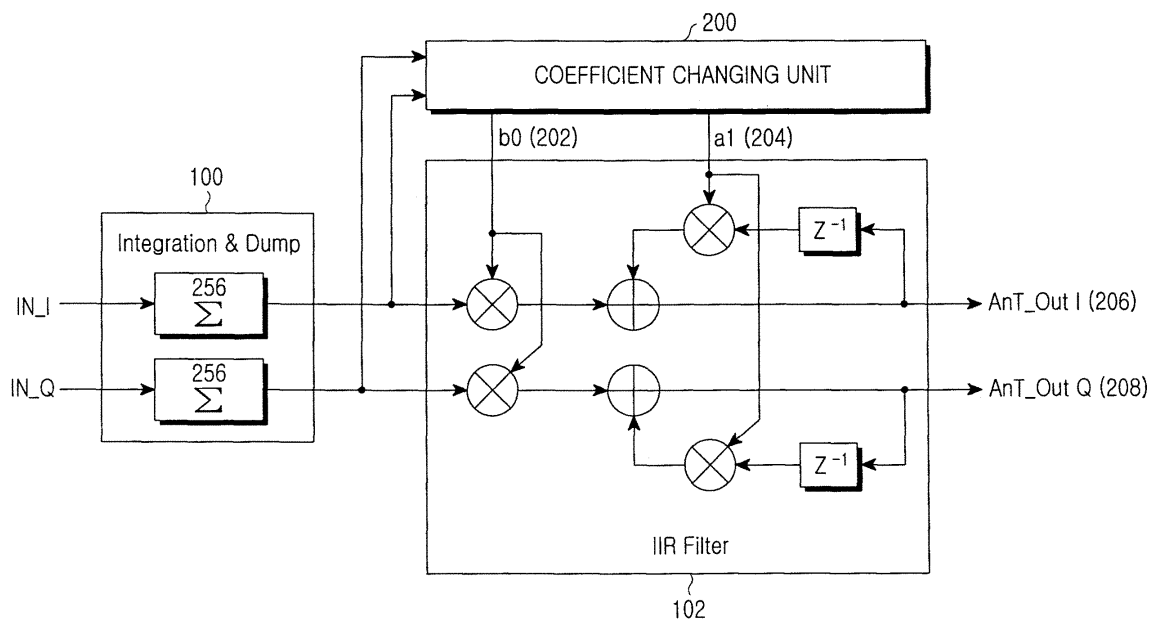 200
COEFFICIENT CHANGING UNIT
b0 (202)
a1 (204)
100
Integration & Dump
Z⁻¹
256
Σ
IN_I
AnT_Out I (206)
256
Σ
IN_Q
AnT_Out Q (208)
Z⁻¹
IIR Filter
102